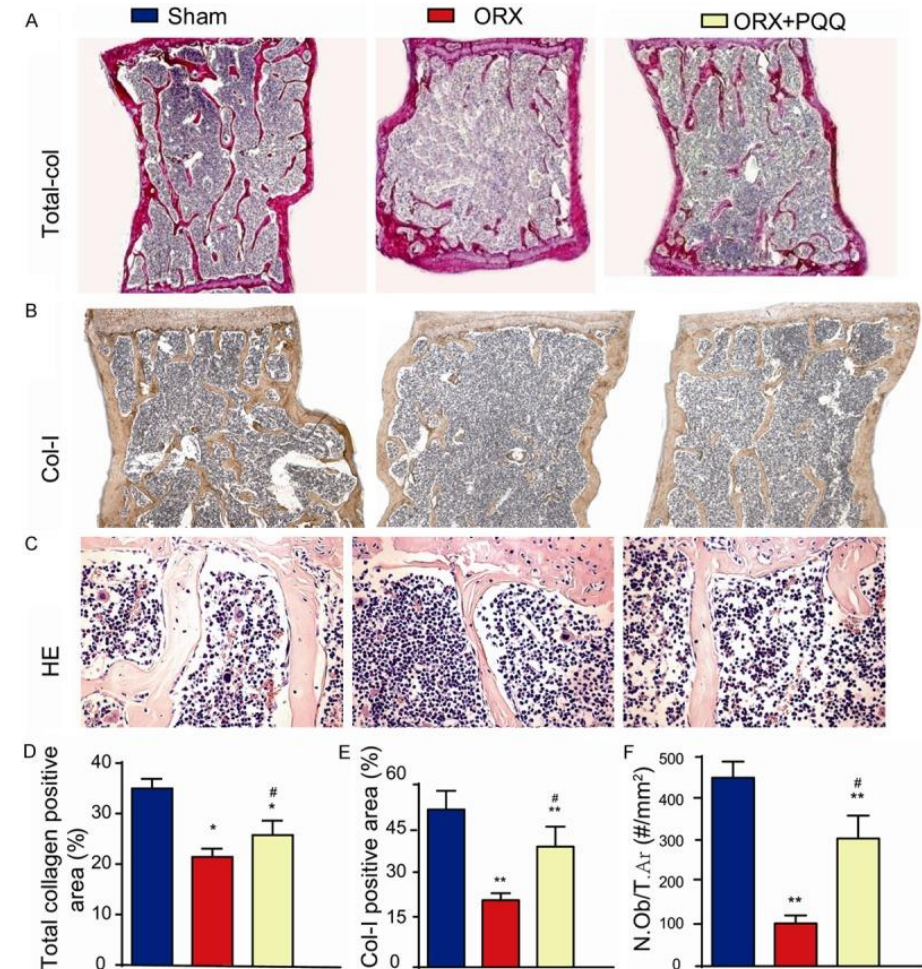 A
Sham
ORX
ORX+PQQ
Total-col
B
Col-I
C
HE
D
Total collagen positive
area (%)
40
30
20
10
0
*
#
*
E
Col-I positive area (%)
60
45
30
15
0
**
#
**
F
N.Ob/T.Ar (#/mm²)
500
400
300
200
100
0
**
#
**